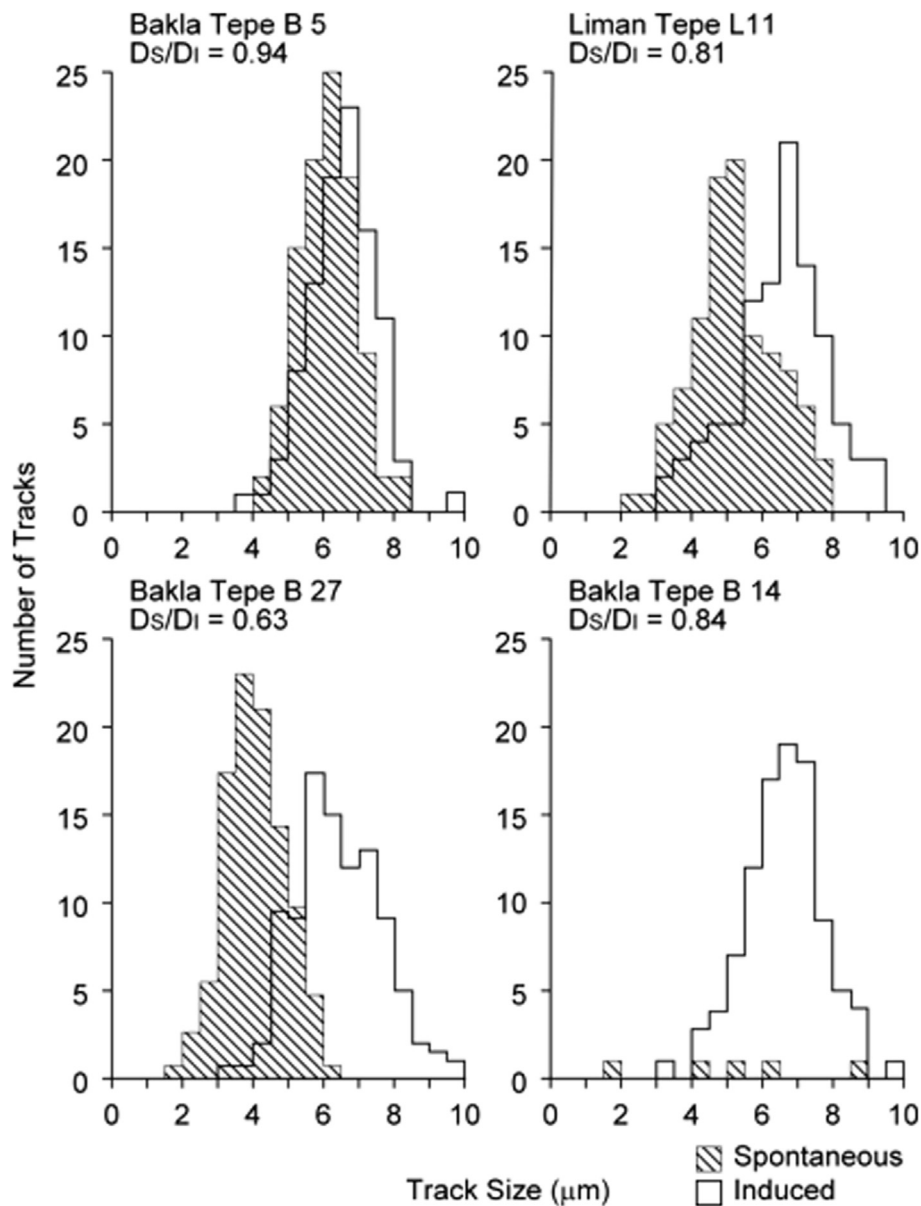 Bakla Tepe B 5
Ds/DI = 0.94
25
20
15
10
5
0
0 2 4 6 8 10
Liman Tepe L11
Ds/DI = 0.81
25
20
15
10
5
0
0 2 4 6 8 10
Number of Tracks
Bakla Tepe B 27
Ds/DI = 0.63
25
20
15
10
5
0
0 2 4 6 8 10
Bakla Tepe B 14
Ds/DI = 0.84
25
20
15
10
5
0
0 2 4 6 8 10
Track Size (μm)
Spontaneous
Induced